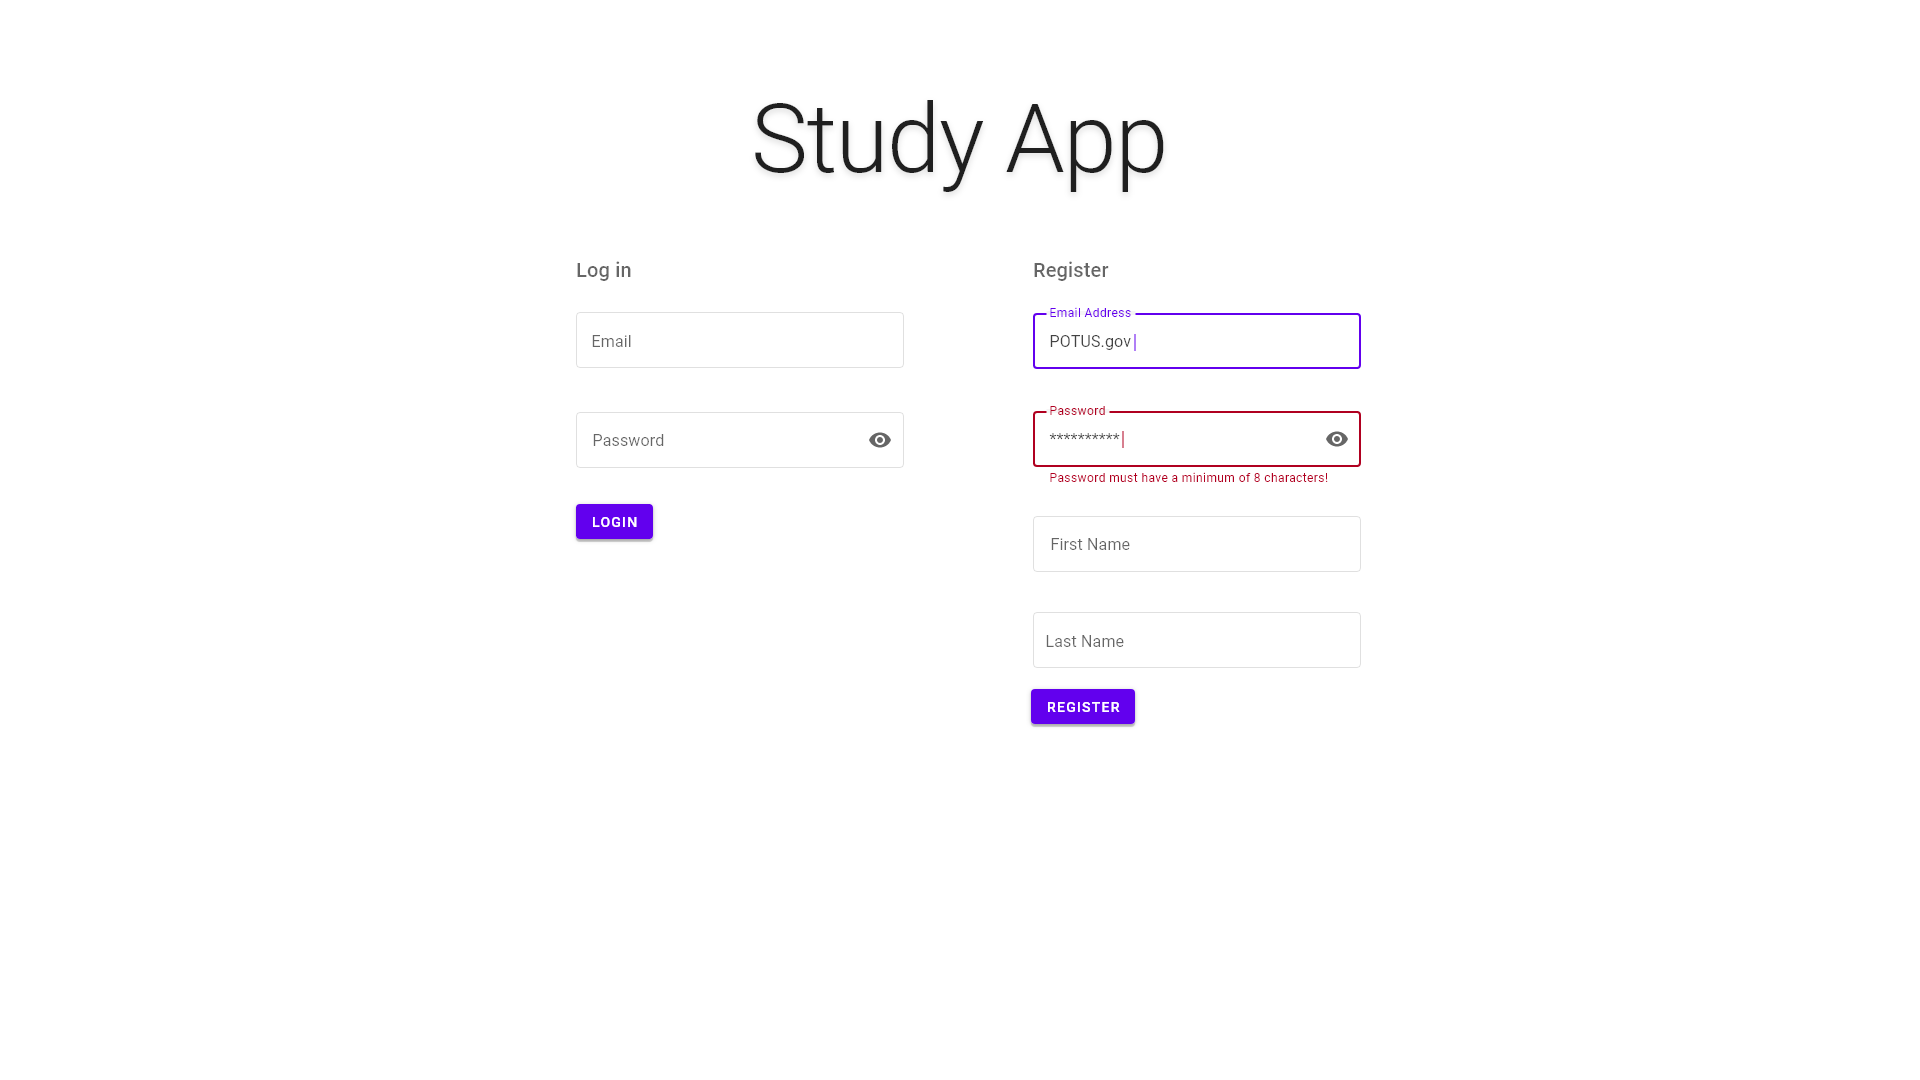 Study App
Log in
Email
Password
LOGIN
Register
Email Address
POTUS.gov
Password
**********
Password must have a minimum of 8 characters!
First Name
Last Name
REGISTER